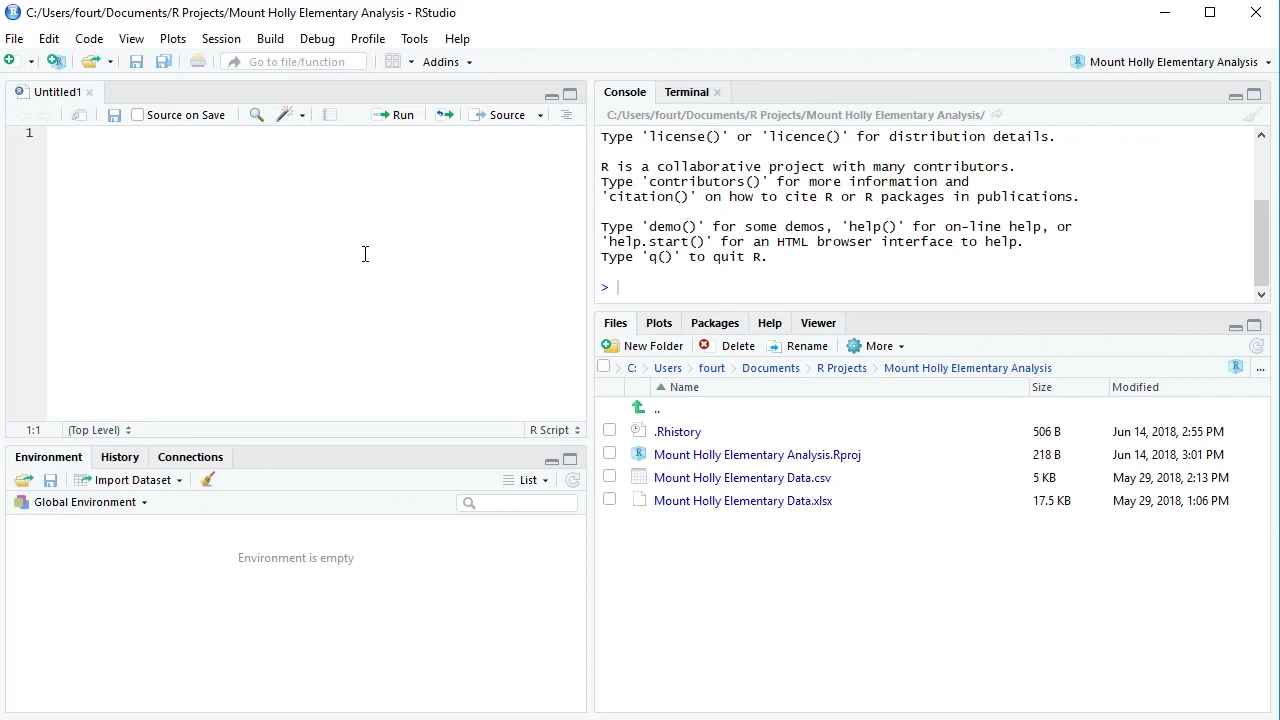 C:/Users/fourt/Documents/R Projects/Mount Holly Elementary Analysis - RStudio
File Edit Code View Plots Session Build Debug Profile Tools Help
Go to file/function Addins Mount Holly Elementary Analysis
Untitled1
Source on Save Run Source
1
1:1 (Top Level) R Script
Environment History Connections
Import Dataset List
Global Environment
Environment is empty
Console Terminal
C:/Users/fourt/Documents/R Projects/Mount Holly Elementary Analysis/
Type 'license()' or 'licence()' for distribution details.
R is a collaborative project with many contributors.
Type 'contributors()' for more information and
'citation()' on how to cite R or R packages in publications.
Type 'demo()' for some demos, 'help()' for on-line help, or
'help.start()' for an HTML browser interface to help.
Type 'q()' to quit R.
>
Files Plots Packages Help Viewer
New Folder Delete Rename More
C: Users fourt Documents R Projects Mount Holly Elementary Analysis ...
Name Size Modified
..
.Rhistory 506 B Jun 14, 2018, 2:55 PM
Mount Holly Elementary Analysis.Rproj 218 B Jun 14, 2018, 3:01 PM
Mount Holly Elementary Data.csv 5 KB May 29, 2018, 2:13 PM
Mount Holly Elementary Data.xlsx 17.5 KB May 29, 2018, 1:06 PM